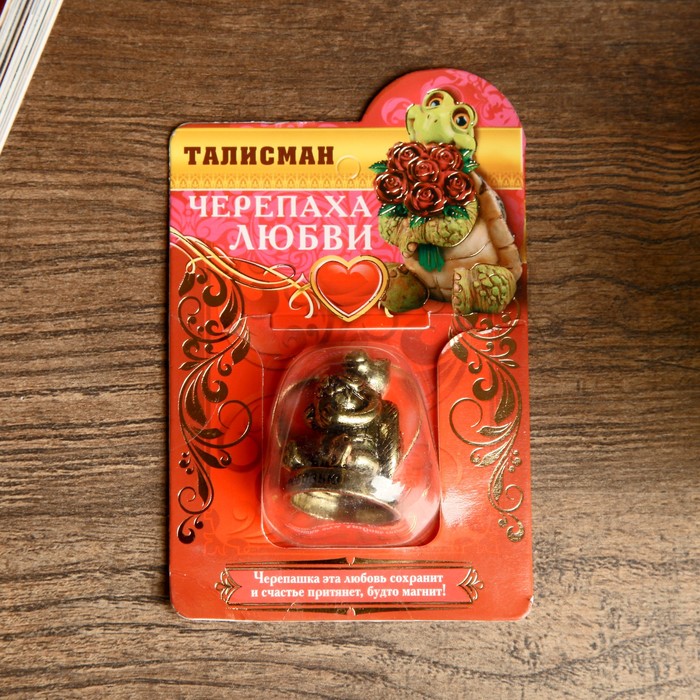 ТАЛИСМАН
ЧЕРЕПАХА
ЛЮБВИ
Черепашка эта любовь сохранит
и счастье притянет, будто магнит!